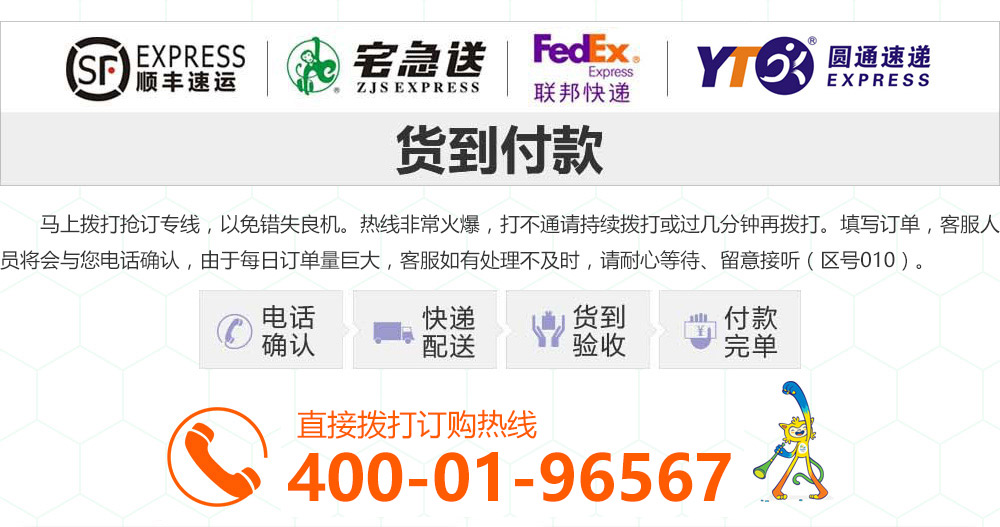 SF EXPRESS 顺丰速运
宅急送 ® ZJS EXPRESS
FedEx ® Express 联邦快递
YTO ® 圆通速递 EXPRESS
货到付款
马上拨打抢订专线，以免错失良机。热线非常火爆，打不通请持续拨打或过几分钟再拨打。填写订单，客服人
员将会与您电话确认，由于每日订单量巨大，客服如有处理不及时，请耐心等待、留意接听（区号010）。
电话
确认
快递
配送
货到
验收
¥
付款
完单
直接拨打订购热线
400-01-96567